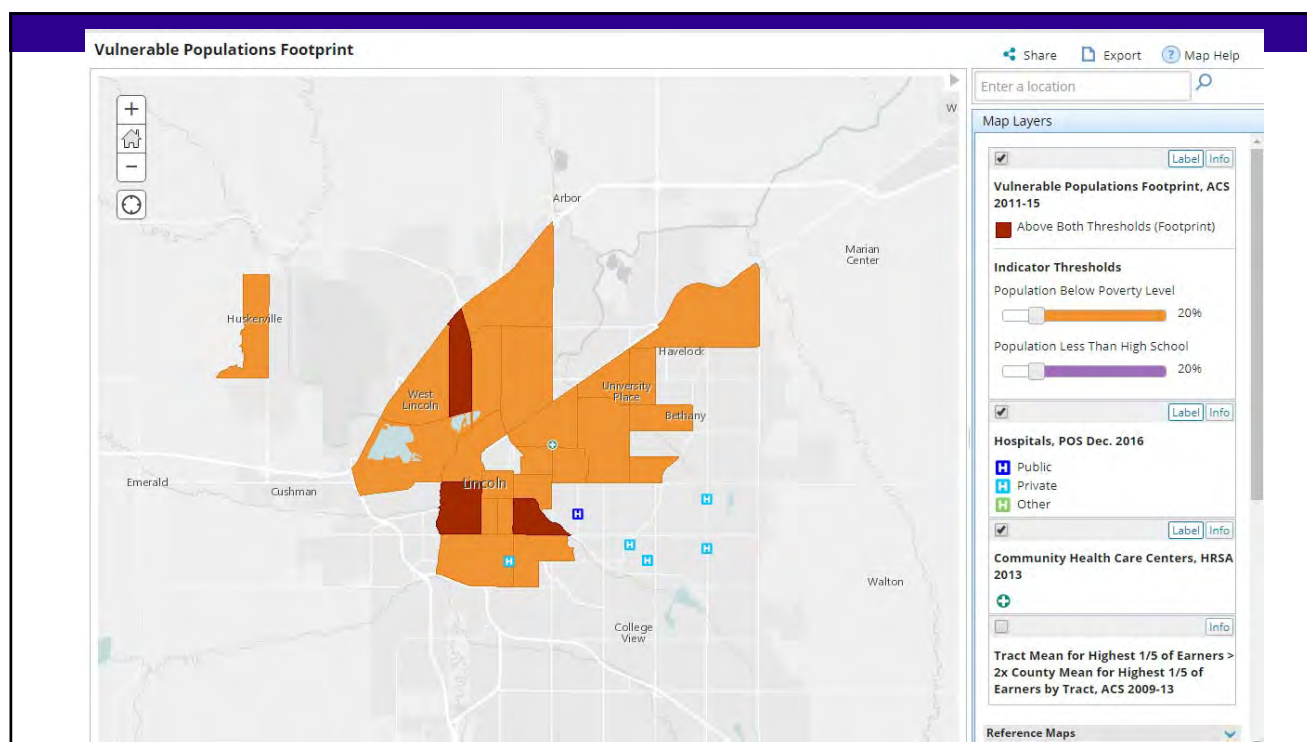 Vulnerable Populations Footprint
Share Export ? Map Help
Enter a location
Map Layers
Label Info
Vulnerable Populations Footprint, ACS
2011-15
Above Both Thresholds (Footprint)
Indicator Thresholds
Population Below Poverty Level
20%
Population Less Than High School
20%
Label Info
Hospitals, POS Dec. 2016
H Public
H Private
H Other
Label Info
Community Health Care Centers, HRSA
2013
Info
Tract Mean for Highest 1/5 of Earners >
2x County Mean for Highest 1/5 of
Earners by Tract, ACS 2009-13
Reference Maps
+
−
W
Arbor
Marian
Center
Huskerville
Havelock
West
Lincoln
University
Place
Bethany
Emerald
Cushman
Lincoln
H
H
H
H
H
H
Walton
College
View